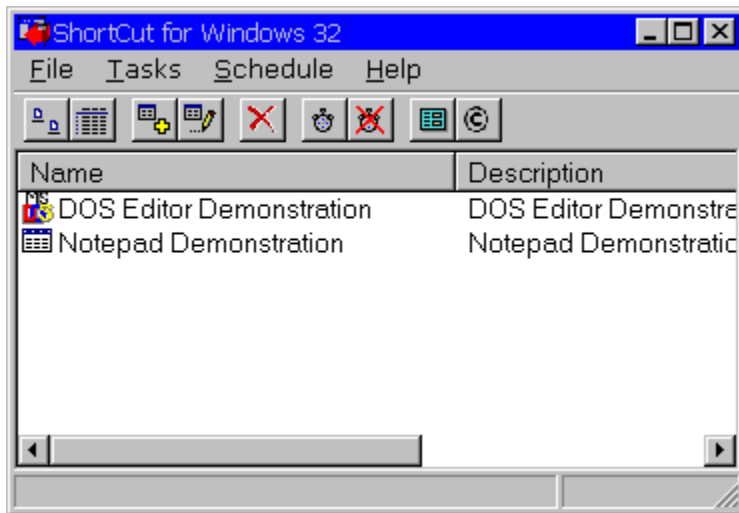 ShortCut for Windows 32
File Tasks Schedule Help
Name Description
DOS Editor Demonstration DOS Editor Demonstra
Notepad Demonstration Notepad Demonstratic